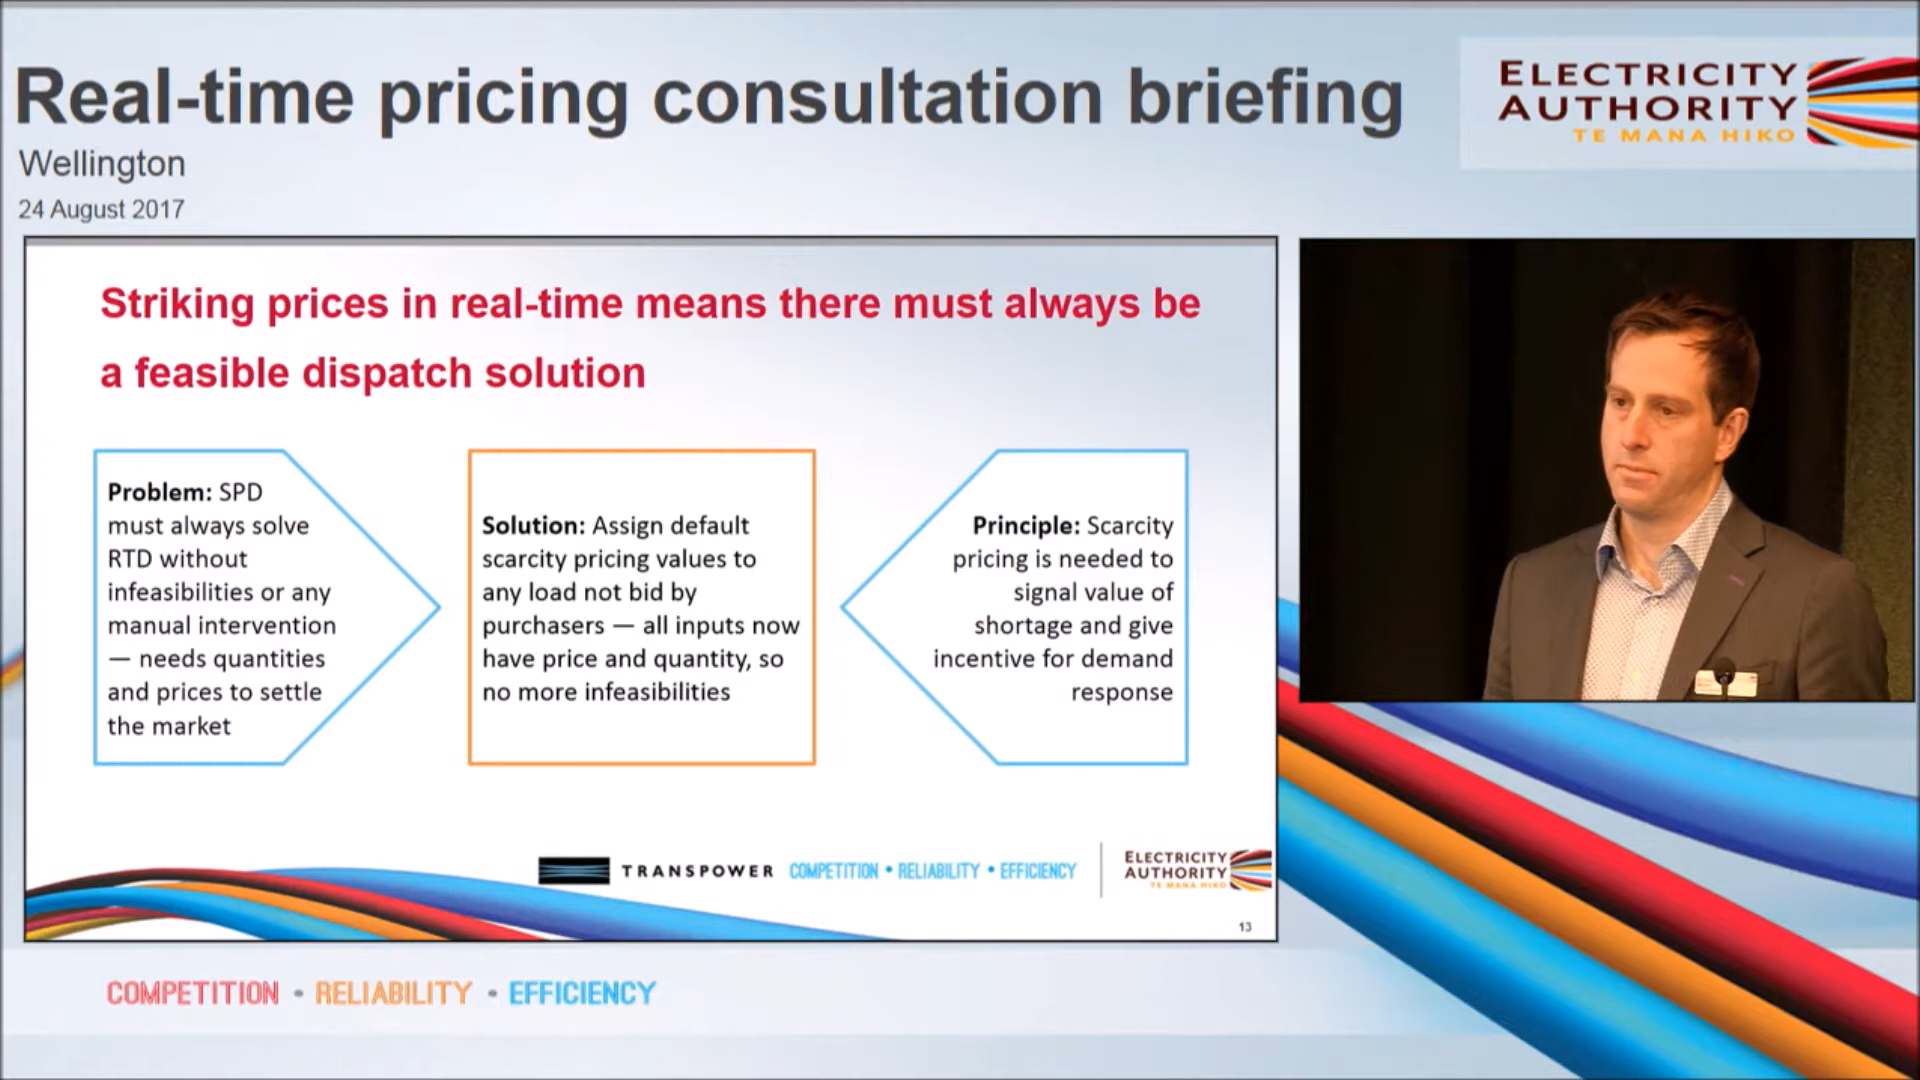 Real-time pricing consultation briefing
Wellington
24 August 2017
ELECTRICITY
AUTHORITY
TE MANA HIKO
Striking prices in real-time means there must always be
a feasible dispatch solution
Problem: SPD
must always solve
RTD without
infeasibilities or any
manual intervention
— needs quantities
and prices to settle
the market
Solution: Assign default
scarcity pricing values to
any load not bid by
purchasers — all inputs now
have price and quantity, so
no more infeasibilities
Principle: Scarcity
pricing is needed to
signal value of
shortage and give
incentive for demand
response
TRANSPOWER COMPETITION • RELIABILITY • EFFICIENCY
ELECTRICITY
AUTHORITY
TE MANA HIKO
13
COMPETITION • RELIABILITY • EFFICIENCY